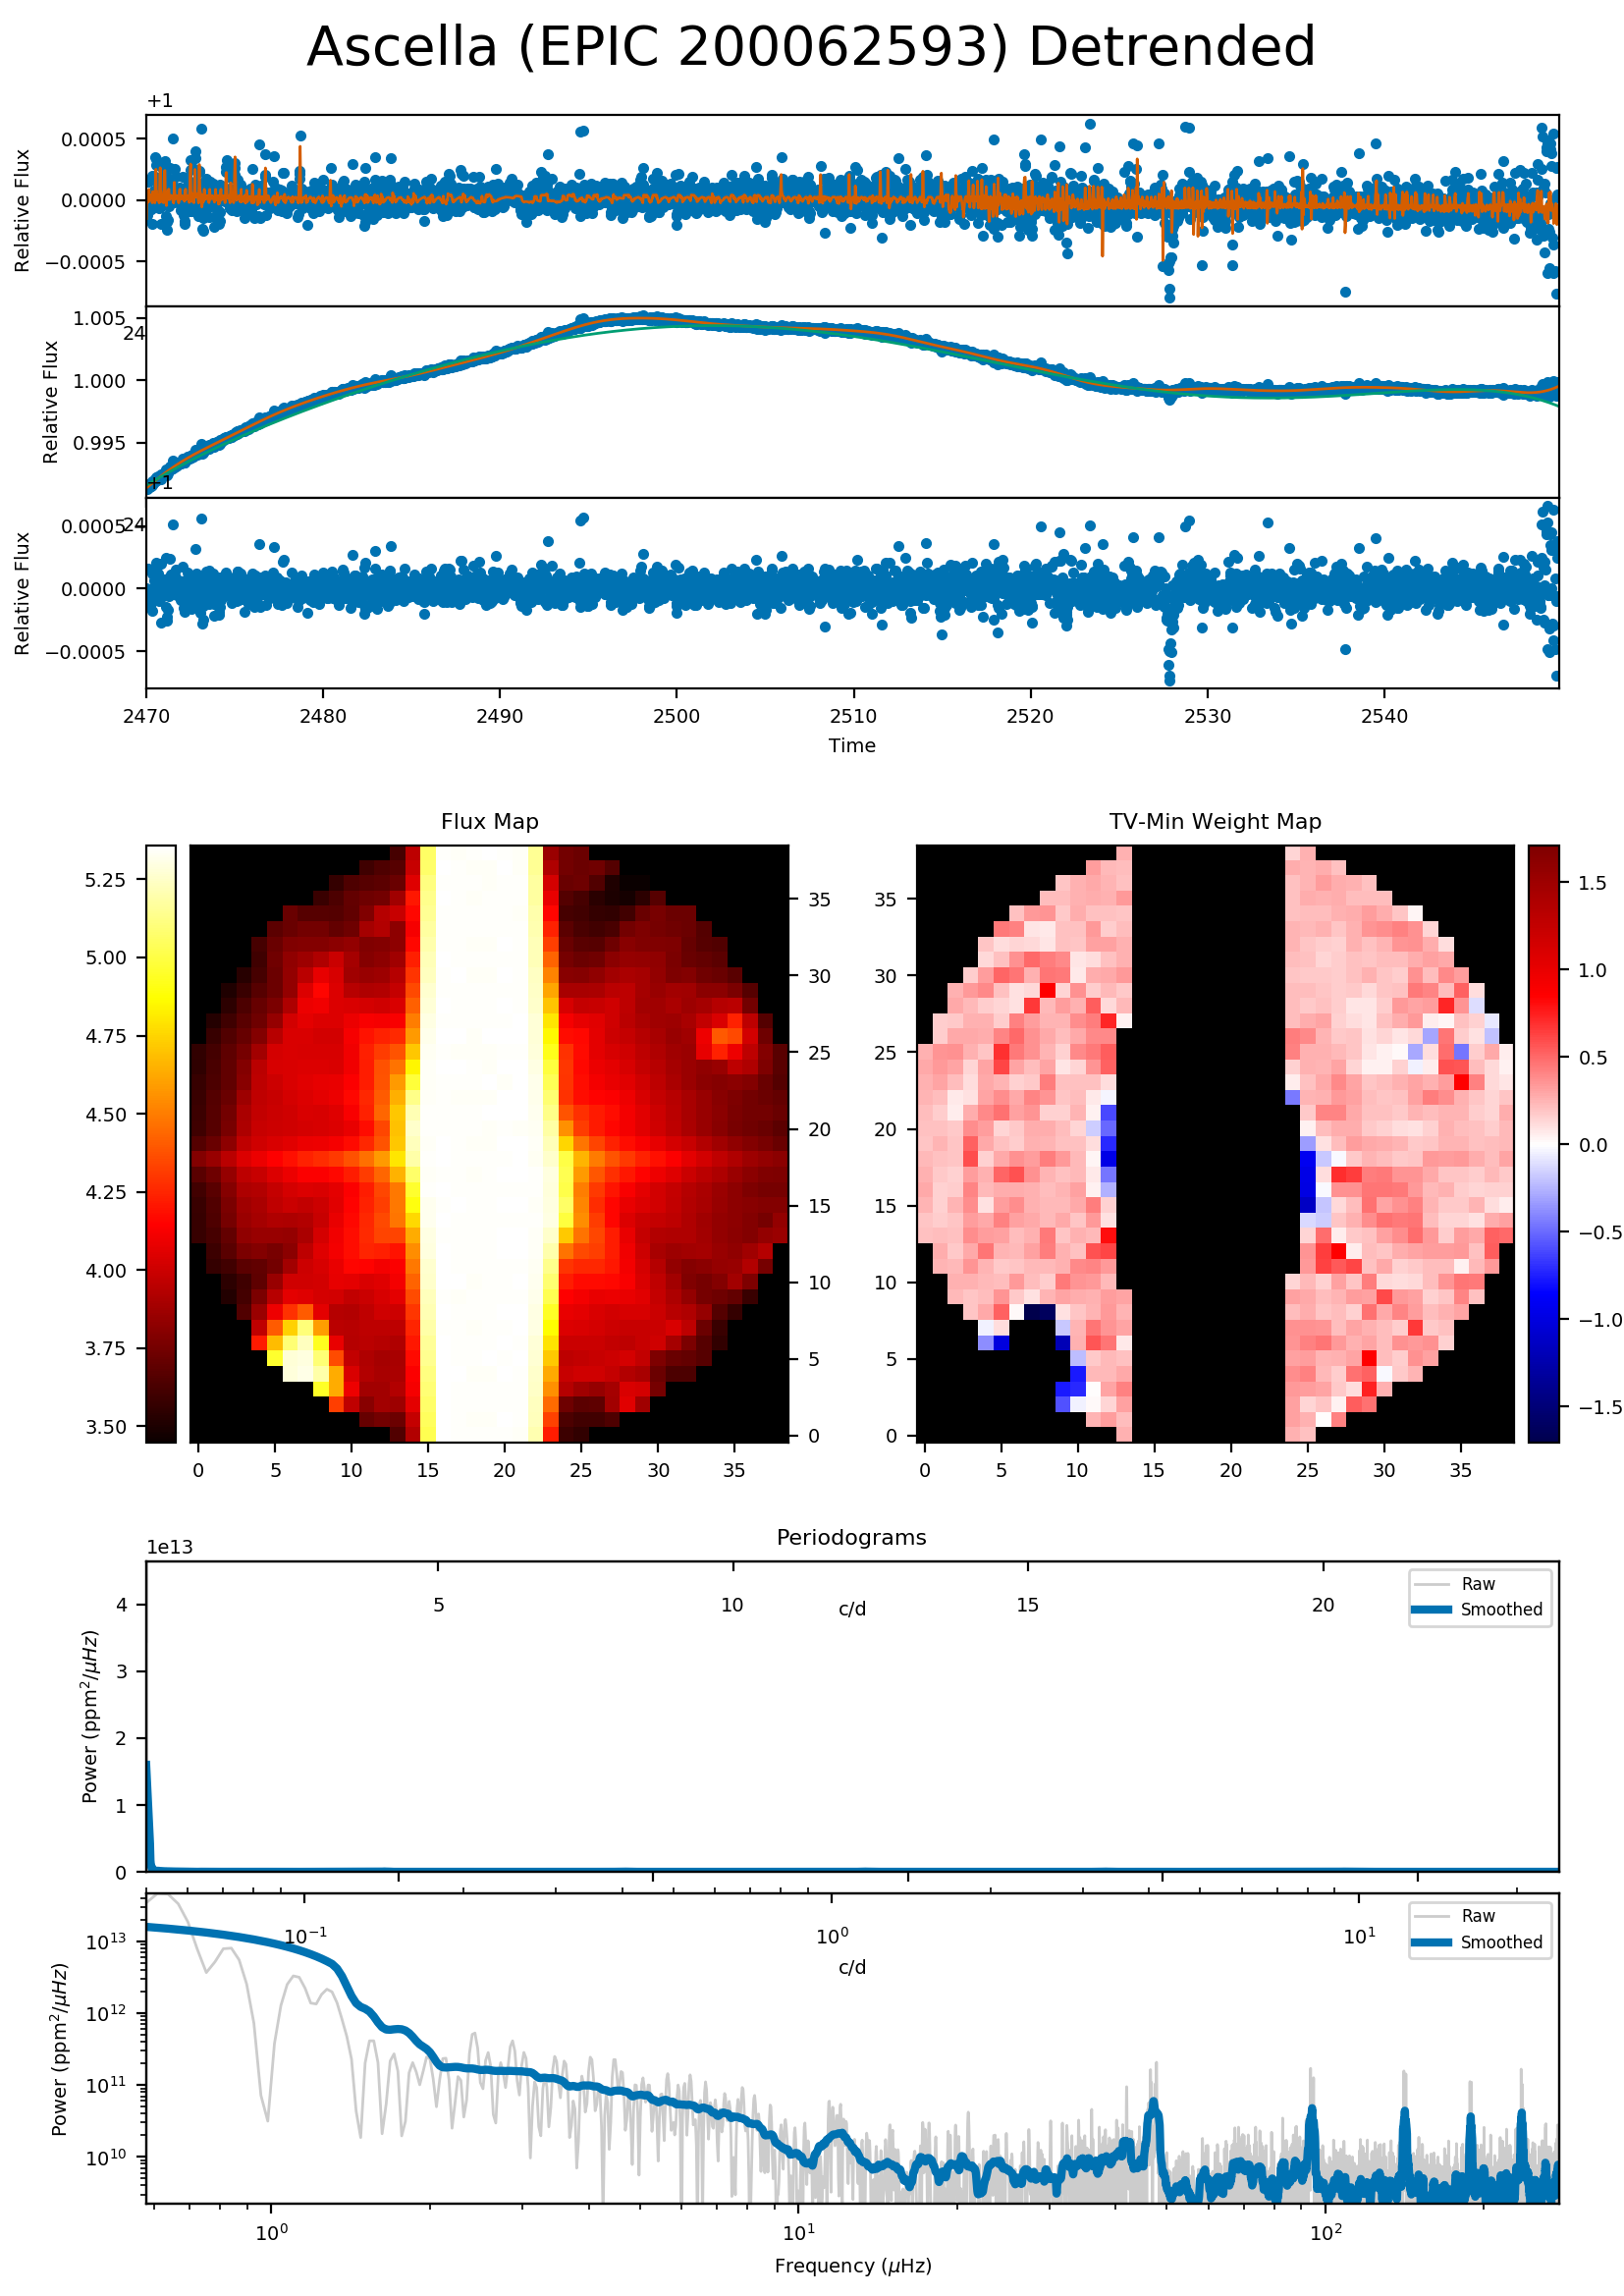 Ascella (EPIC 200062593) Detrended
+1
0.0005
0.0000
−0.0005
Relative Flux
1.005
24
1.000
0.995
Relative Flux
+1
0.0005
24
0.0000
−0.0005
Relative Flux
2470 2480 2490 2500 2510 2520 2530 2540
Time
Flux Map
5.25
5.00
4.75
4.50
4.25
4.00
3.75
3.50
35
30
25
20
15
10
5
0
0 5 10 15 20 25 30 35
TV-Min Weight Map
35
30
25
20
15
10
5
0
0 5 10 15 20 25 30 35
1.5
1.0
0.5
0.0
−0.5
−1.0
−1.5
Periodograms
1e13
5 10 15 20
c/d
Raw
Smoothed
4
3
2
1
0
Power (ppm²/μHz)
10⁻¹ 10⁰ 10¹
c/d
Raw
Smoothed
10¹³
10¹²
10¹¹
10¹⁰
Power (ppm²/μHz)
10⁰ 10¹ 10²
Frequency (μHz)